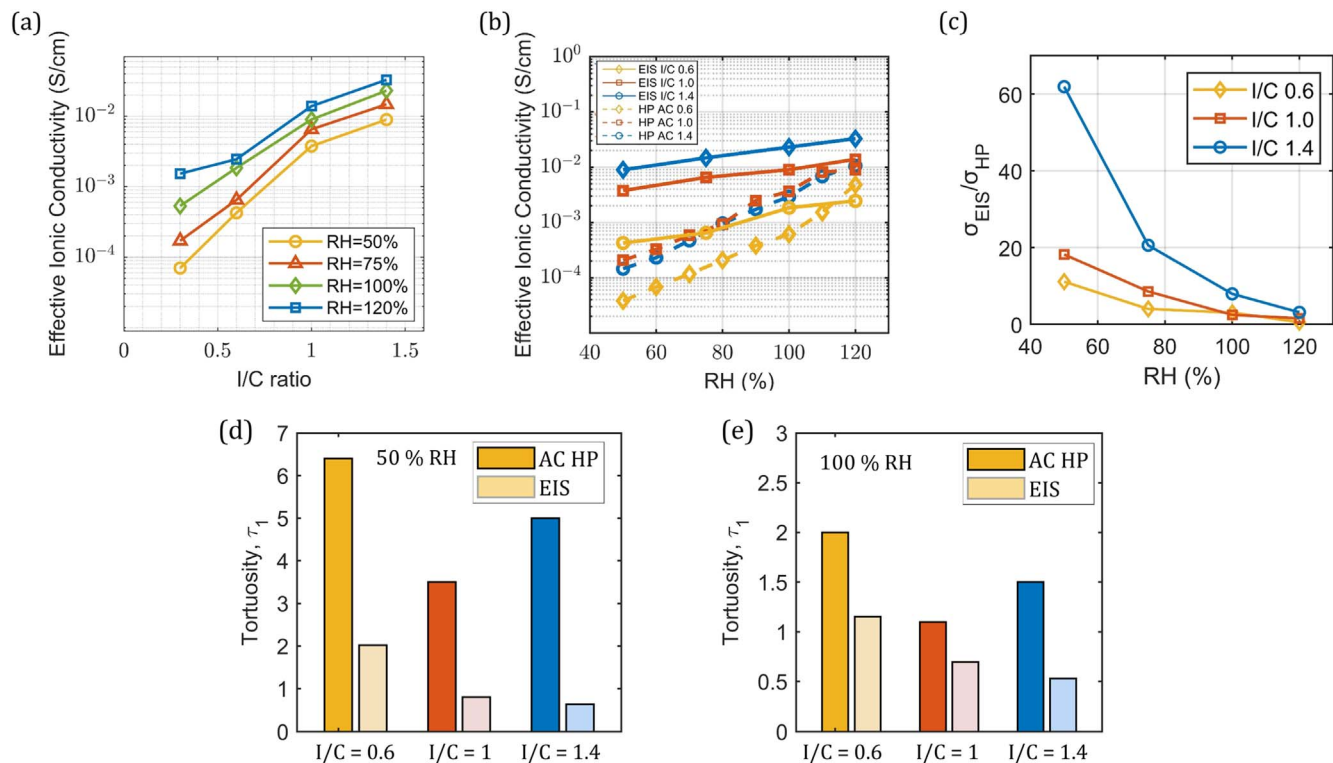 (a)
Effective Ionic Conductivity (S/cm)
10⁻²
10⁻³
10⁻⁴
0
0.5
1
1.5
I/C ratio
RH=50%
RH=75%
RH=100%
RH=120%
(b)
Effective Ionic Conductivity (S/cm)
10⁰
10⁻¹
10⁻²
10⁻³
10⁻⁴
40
60
80
100
120
RH (%)
EIS I/C 0.6
EIS I/C 1.0
EIS I/C 1.4
HP AC 0.6
HP AC 1.0
HP AC 1.4
(c)
σEIS/σHP
60
40
20
0
40
60
80
100
120
RH (%)
I/C 0.6
I/C 1.0
I/C 1.4
(d)
Tortuosity, τ₁
7
6
5
4
3
2
1
0
50 % RH
AC HP
EIS
I/C = 0.6
I/C = 1
I/C = 1.4
(e)
Tortuosity, τ₁
3
2.5
2
1.5
1
0.5
0
100 % RH
AC HP
EIS
I/C = 0.6
I/C = 1
I/C = 1.4